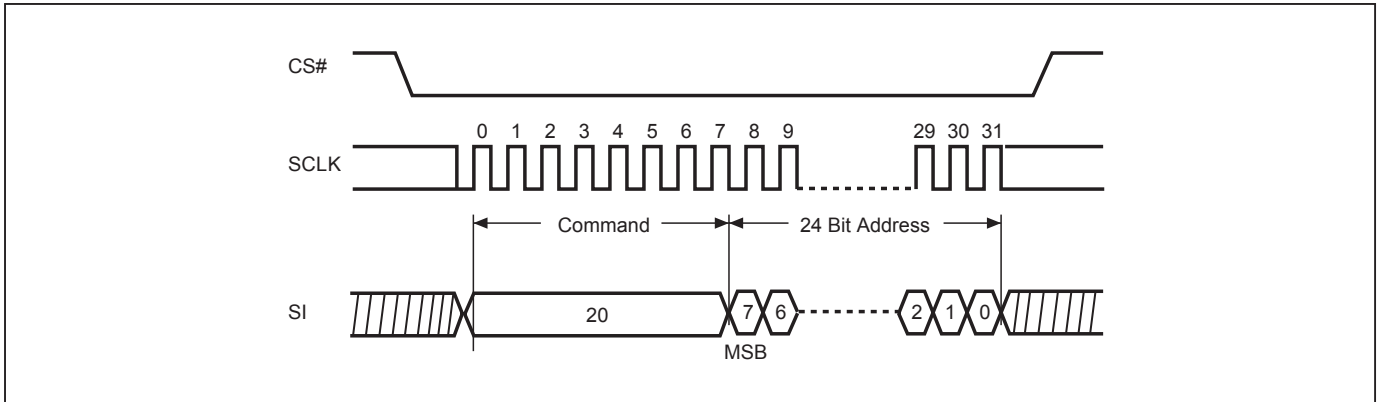 CS#
0 1 2 3 4 5 6 7 8 9 29 30 31
SCLK
Command 24 Bit Address
SI 20 7 6 2 1 0
MSB